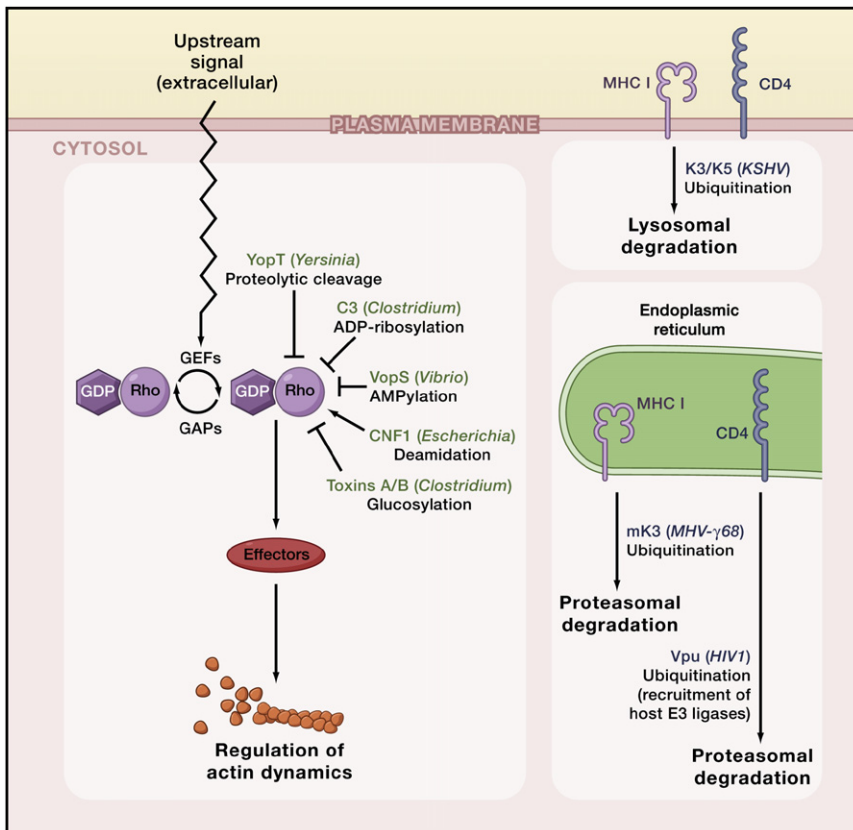 Upstream
signal
(extracellular)
MHC I
CD4
PLASMA MEMBRANE
CYTOSOL
K3/K5 (KSHV)
Ubiquitination
Lysosomal
degradation
YopT (Yersinia)
Proteolytic cleavage
C3 (Clostridium)
ADP-ribosylation
GEFs
GDP
Rho
GDP
Rho
GAPs
VopS (Vibrio)
AMPylation
CNF1 (Escherichia)
Deamidation
Toxins A/B (Clostridium)
Glucosylation
Effectors
Regulation of
actin dynamics
Endoplasmic
reticulum
MHC I
CD4
mK3 (MHV-γ68)
Ubiquitination
Proteasomal
degradation
Vpu (HIV1)
Ubiquitination
(recruitment of
host E3 ligases)
Proteasomal
degradation